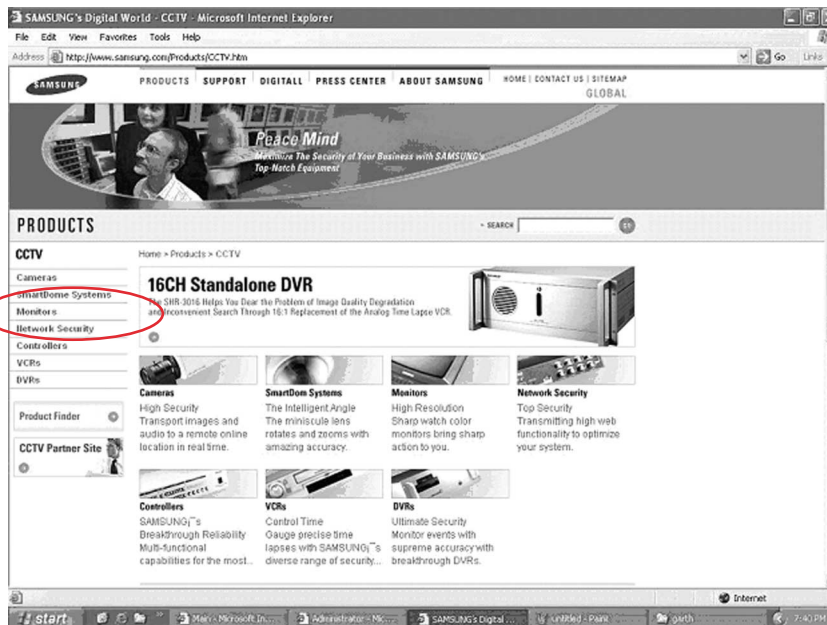 SAMSUNG's Digital World - CCTV - Microsoft Internet Explorer
File Edit View Favorites Tools Help
Address http://www.samsung.com/Products/CCTV.htm Go Links
SAMSUNG PRODUCTS SUPPORT DIGITALL PRESS CENTER ABOUT SAMSUNG HOME | CONTACT US | SITEMAP
GLOBAL
Peace Mind
Maximize The Security of Your Business with SAMSUNG's
Top-Notch Equipment
PRODUCTS
SEARCH
CCTV
Cameras
SmartDome Systems
Monitors
Network Security
Controllers
VCRs
DVRs
Product Finder
CCTV Partner Site
Home > Products > CCTV
16CH Standalone DVR
The SHR-3016 Helps You Dear the Problem of Image Quality Degradation
and Inconvenient Search Through 16:1 Replacement of the Analog Time Lapse VCR.
Cameras
High Security
Transport images and
audio to a remote online
location in real time.
SmartDom Systems
The Intelligent Angle
The miniscule lens
rotates and zooms with
amazing accuracy.
Monitors
High Resolution
Sharp watch color
monitors bring sharp
action to you.
Network Security
Top Security
Transmitting high web
functionality to optimize
your system.
Controllers
SAMSUNG¡¯s
Breakthrough Reliability
Multi-functional
capabilities for the most...
VCRs
Control Time
Gauge precise time
lapses with SAMSUNG¡¯s
diverse range of security...
DVRs
Ultimate Security
Monitor events with
supreme accuracy with
breakthrough DVRs.
Internet
start Main - Microsoft In... Administrator - Mic... SAMSUNG's Digital ... untitled - Paint garth 7:40 PM